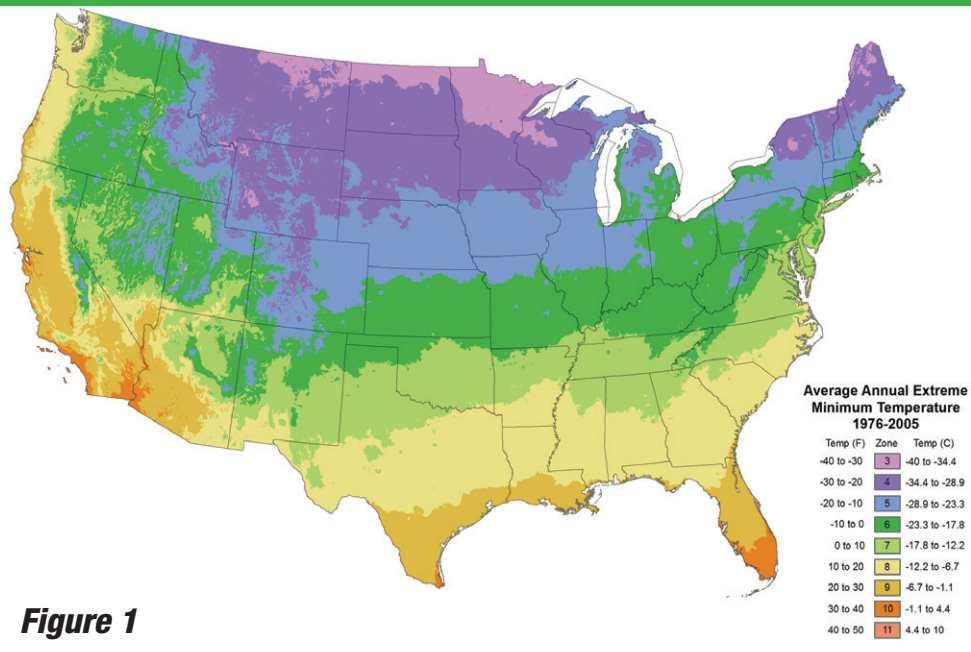 Average Annual Extreme
Minimum Temperature
1976-2005
Temp (F) Zone Temp (C)
-40 to -30 3 -40 to -34.4
-30 to -20 4 -34.4 to -28.9
-20 to -10 5 -28.9 to -23.3
-10 to 0 6 -23.3 to -17.8
0 to 10 7 -17.8 to -12.2
10 to 20 8 -12.2 to -6.7
20 to 30 9 -6.7 to -1.1
30 to 40 10 -1.1 to 4.4
40 to 50 11 4.4 to 10
Figure 1